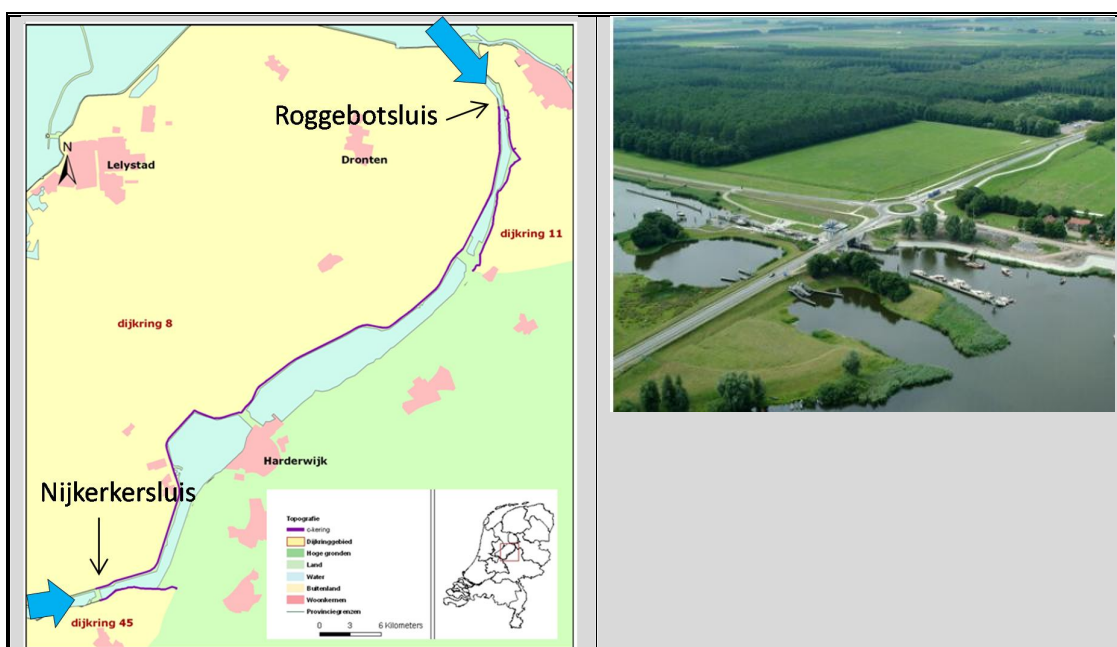 Roggebotsluis
N
Lelystad
Dronten
dijkring 11
dijkring 8
Harderwijk
Nijkerkersluis
dijkring 45
Topografie
c-kering
Dijkringgebied
Hoge gronden
Land
Water
Buitenland
Woonkernen
Provinciegrenzen
0 3 6 Kilometers